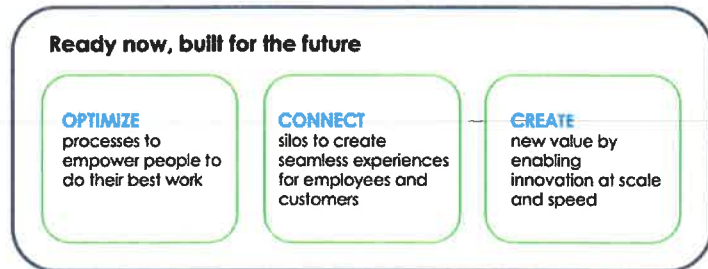 Ready now, built for the future
OPTIMIZE
processes to
empower people to
do their best work
CONNECT
silos to create
seamless experiences
for employees and
customers
CREATE
new value by
enabling
innovation at scale
and speed